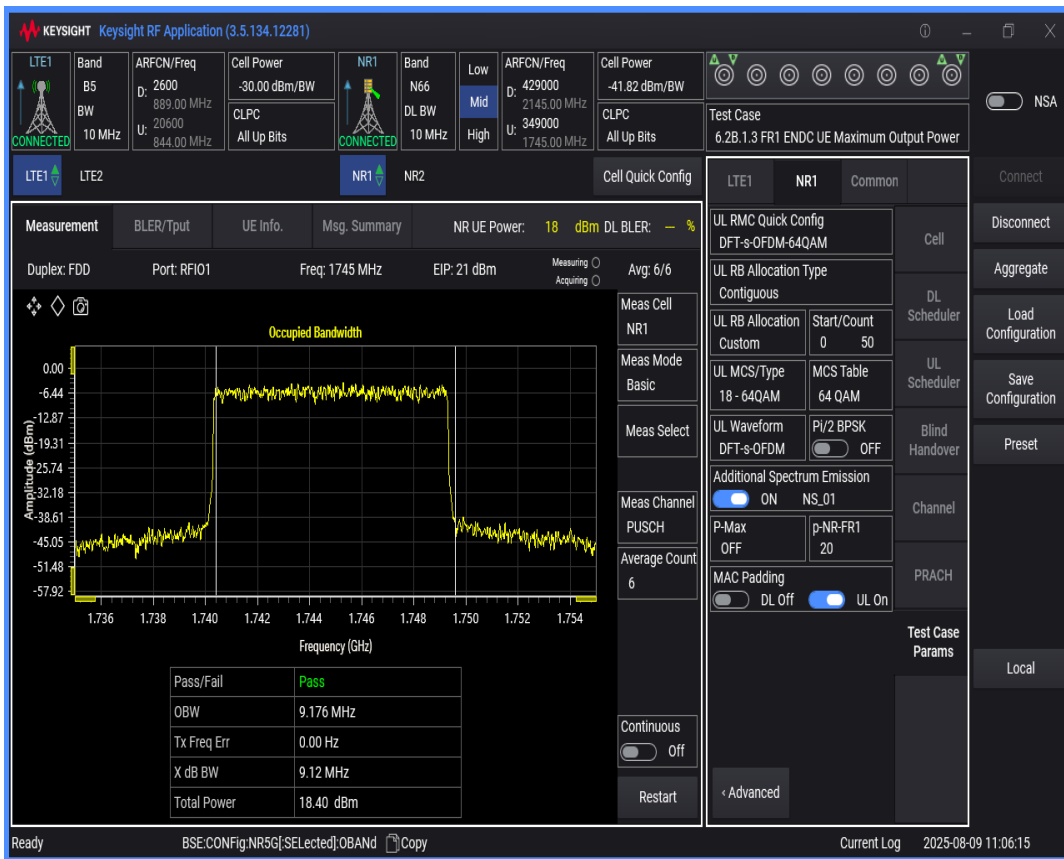 KEYSIGHT Keysight RF Application (3.5.134.12281)
LTE1
CONNECTED
Band
B5
BW
10 MHz
ARFCN/Freq
D: 2600
889.00 MHz
U: 20600
844.00 MHz
Cell Power
-30.00 dBm/BW
CLPC
All Up Bits
NR1
CONNECTED
Band
N66
DL BW
10 MHz
Low
Mid
High
ARFCN/Freq
D: 429000
2145.00 MHz
U: 349000
1745.00 MHz
Cell Power
-41.82 dBm/BW
CLPC
All Up Bits
Test Case
6.2B.1.3 FR1 ENDC UE Maximum Output Power
NSA
LTE1 LTE2 NR1 NR2 Cell Quick Config
Measurement BLER/Tput UE Info. Msg. Summary NR UE Power: 18 dBm DL BLER: — %
Duplex: FDD Port: RFIO1 Freq: 1745 MHz EIP: 21 dBm Measuring Acquiring Avg: 6/6
Occupied Bandwidth
Amplitude (dBm)
0.00
-6.44
-12.87
-19.31
-25.74
-32.18
-38.61
-45.05
-51.48
-57.92
1.736 1.738 1.740 1.742 1.744 1.746 1.748 1.750 1.752 1.754
Frequency (GHz)
Pass/Fail Pass
OBW 9.176 MHz
Tx Freq Err 0.00 Hz
X dB BW 9.12 MHz
Total Power 18.40 dBm
Meas Cell
NR1
Meas Mode
Basic
Meas Select
Meas Channel
PUSCH
Average Count
6
Continuous
Off
Restart
LTE1 NR1 Common
UL RMC Quick Config
DFT-s-OFDM-64QAM
UL RB Allocation Type
Contiguous
UL RB Allocation Start/Count
Custom 0 50
UL MCS/Type MCS Table
18 - 64QAM 64 QAM
UL Waveform Pi/2 BPSK
DFT-s-OFDM OFF
Additional Spectrum Emission
ON NS_01
P-Max p-NR-FR1
OFF 20
MAC Padding
DL Off UL On
‹ Advanced
Cell
DL
Scheduler
UL
Scheduler
Blind
Handover
Channel
PRACH
Test Case
Params
Connect
Disconnect
Aggregate
Load
Configuration
Save
Configuration
Preset
Local
Ready BSE:CONFig:NR5G[:SELected]:OBANd Copy Current Log 2025-08-09 11:06:15